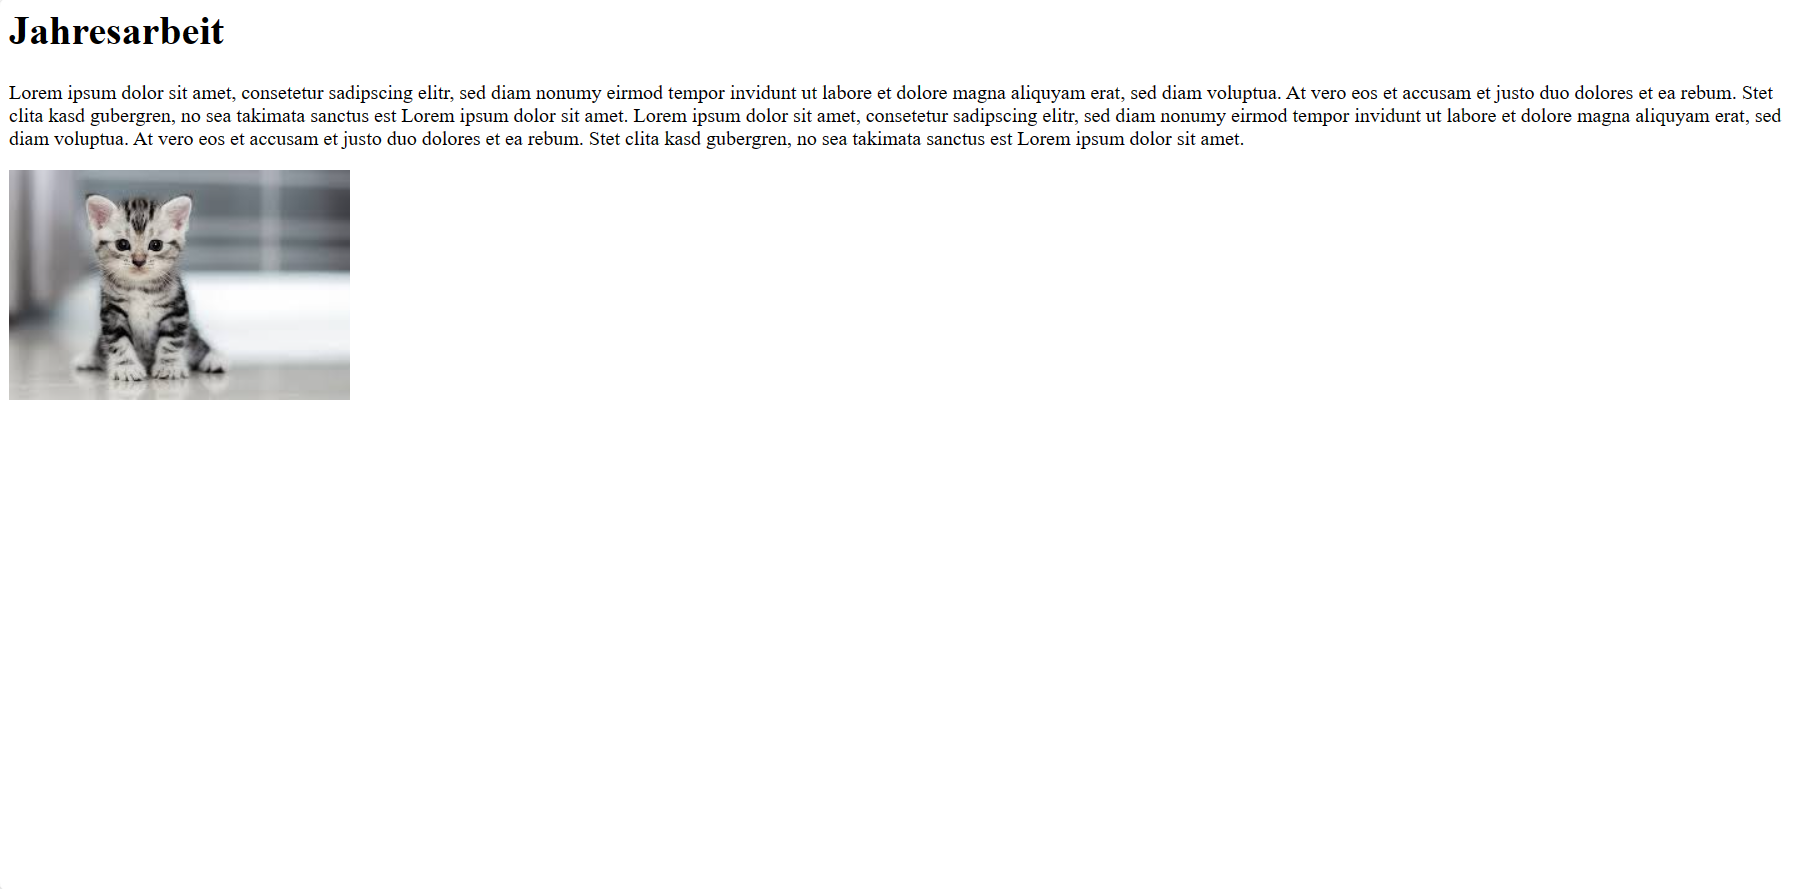 Jahresarbeit
Lorem ipsum dolor sit amet, consetetur sadipscing elitr, sed diam nonumy eirmod tempor invidunt ut labore et dolore magna aliquyam erat, sed diam voluptua. At vero eos et accusam et justo duo dolores et ea rebum. Stet
clita kasd gubergren, no sea takimata sanctus est Lorem ipsum dolor sit amet. Lorem ipsum dolor sit amet, consetetur sadipscing elitr, sed diam nonumy eirmod tempor invidunt ut labore et dolore magna aliquyam erat, sed
diam voluptua. At vero eos et accusam et justo duo dolores et ea rebum. Stet clita kasd gubergren, no sea takimata sanctus est Lorem ipsum dolor sit amet.